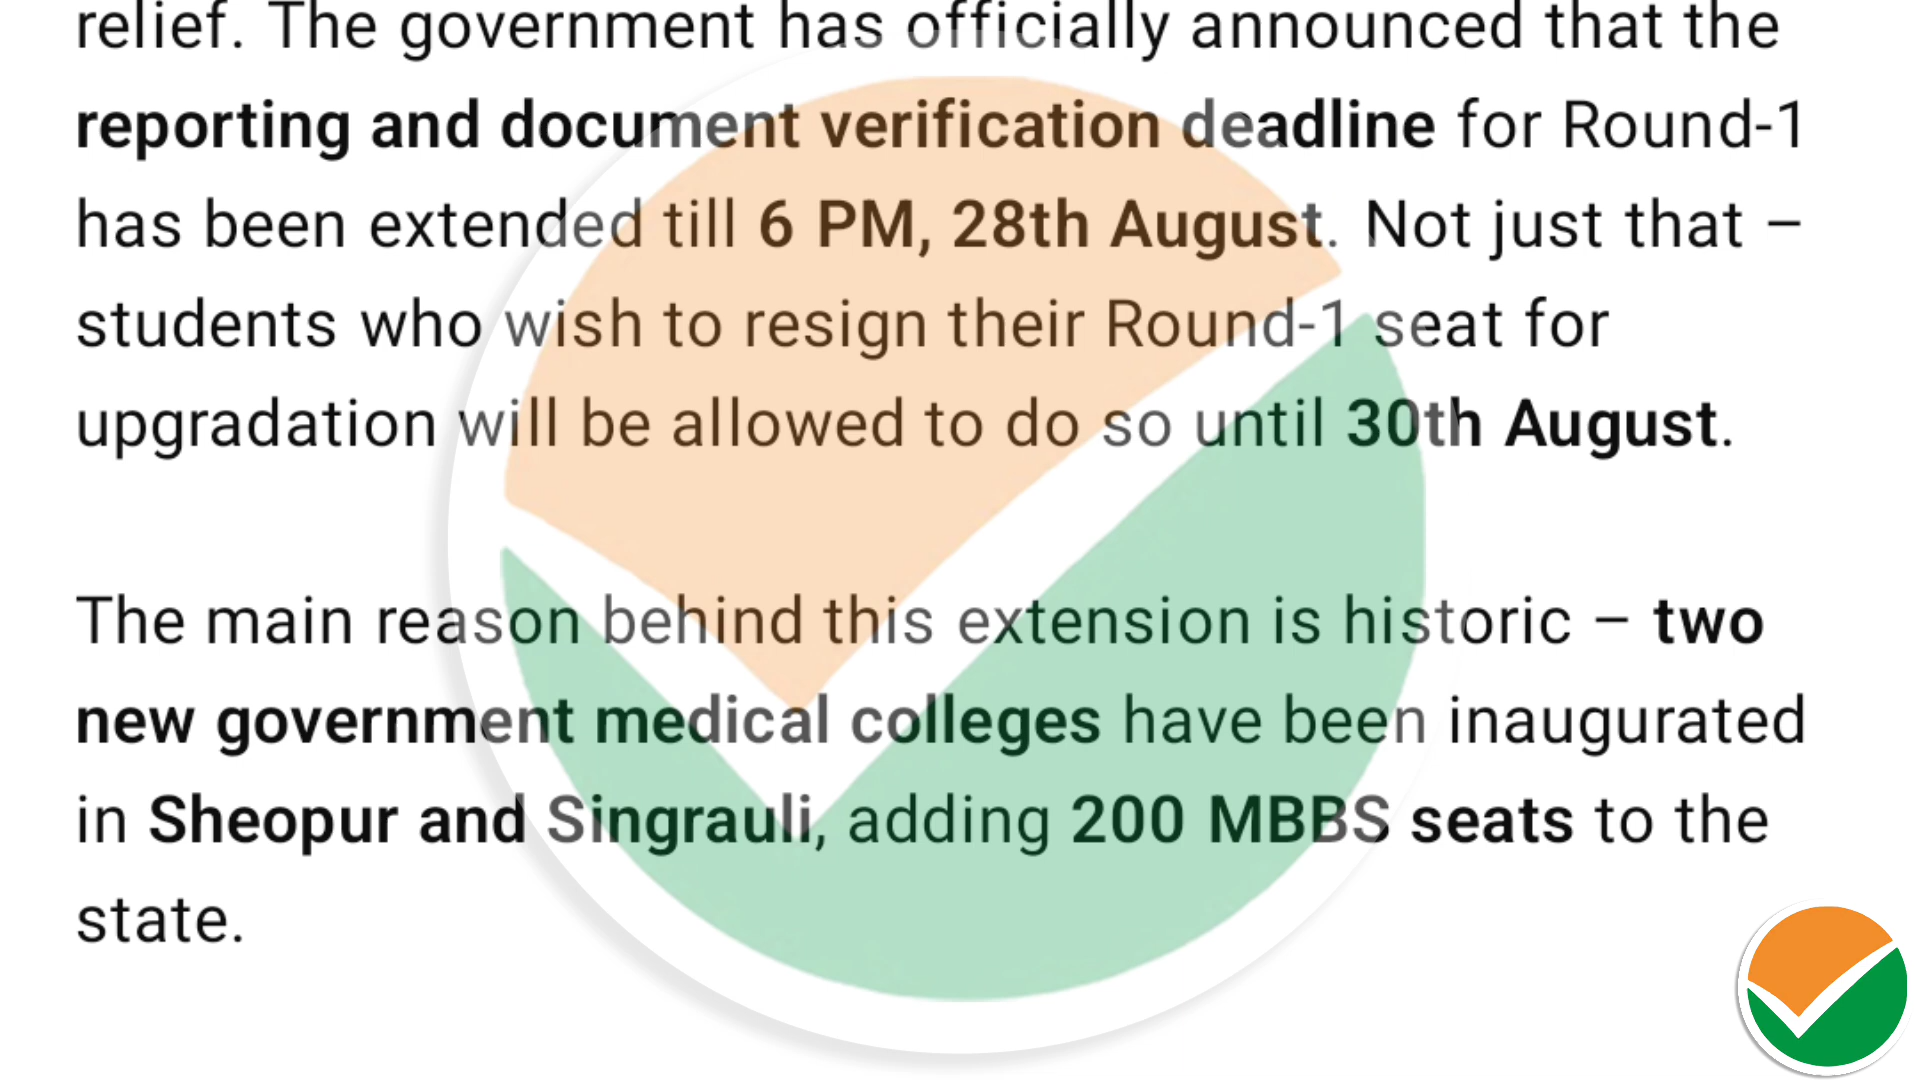 relief. The government has officially announced that the
reporting and document verification deadline for Round-1
has been extended till 6 PM, 28th August. Not just that –
students who wish to resign their Round-1 seat for
upgradation will be allowed to do so until 30th August.
The main reason behind this extension is historic – two
new government medical colleges have been inaugurated
in Sheopur and Singrauli, adding 200 MBBS seats to the
state.